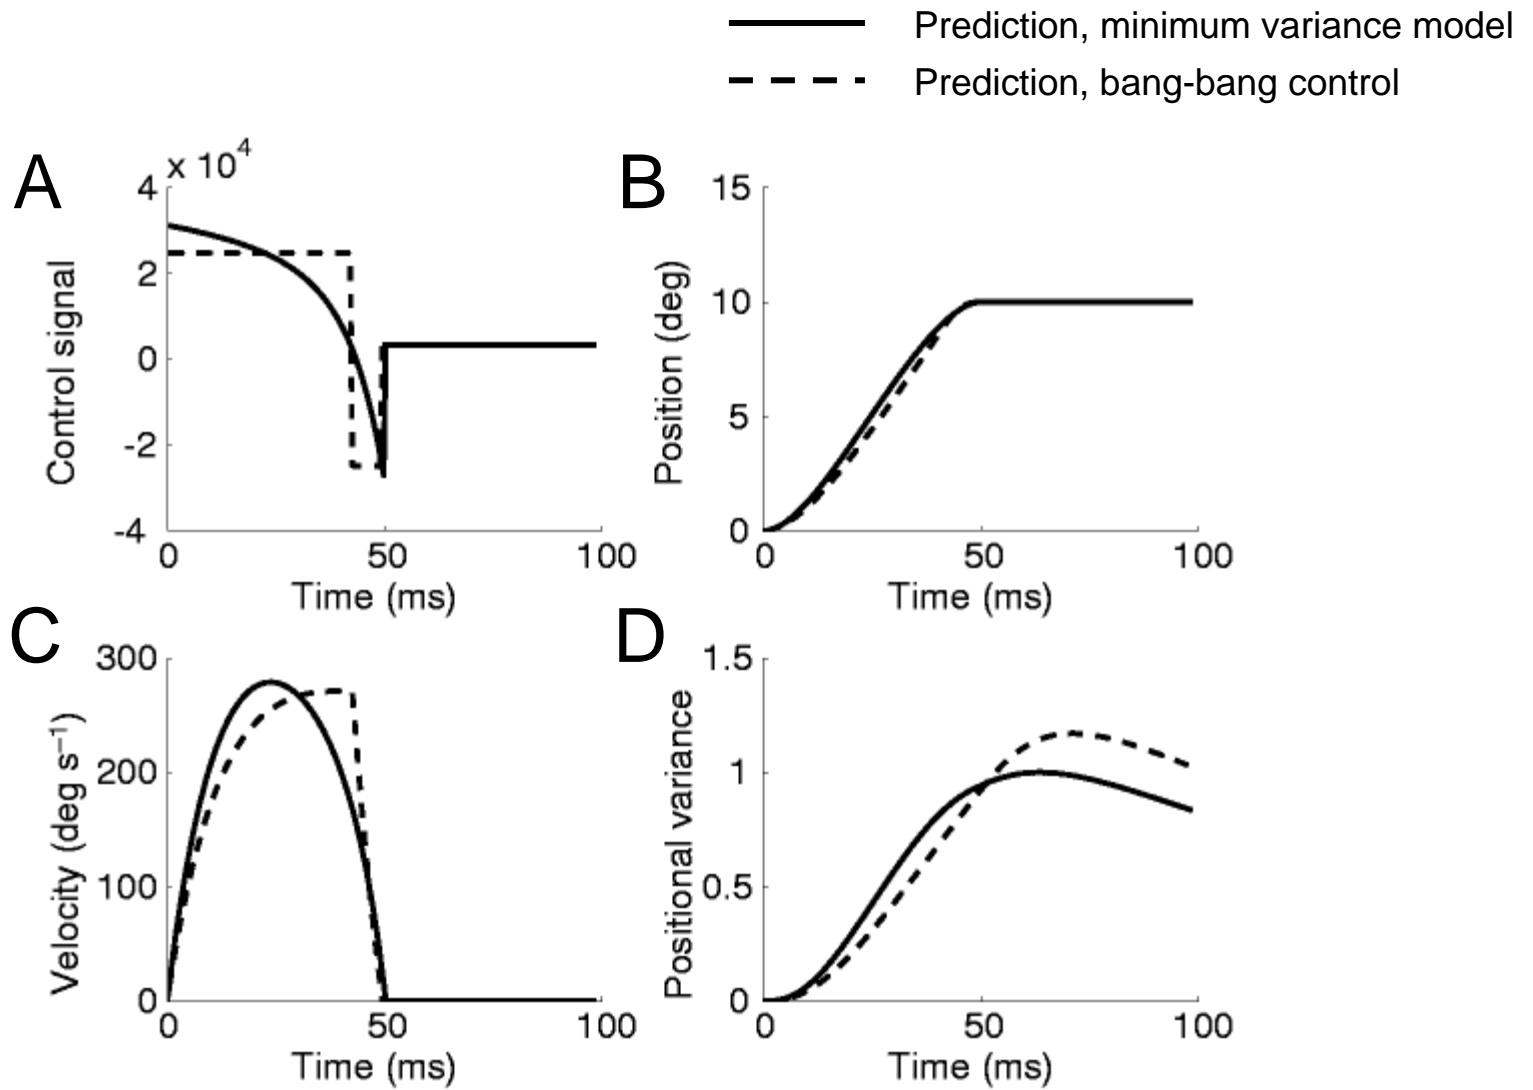 Prediction, minimum variance model
Prediction, bang-bang control
A
x 10^4
4
2
0
-2
-4
Control signal
0 50 100
Time (ms)
B
15
10
5
0
Position (deg)
0 50 100
Time (ms)
C
300
200
100
0
Velocity (deg s⁻¹)
0 50 100
Time (ms)
D
1.5
1
0.5
0
Positional variance
0 50 100
Time (ms)